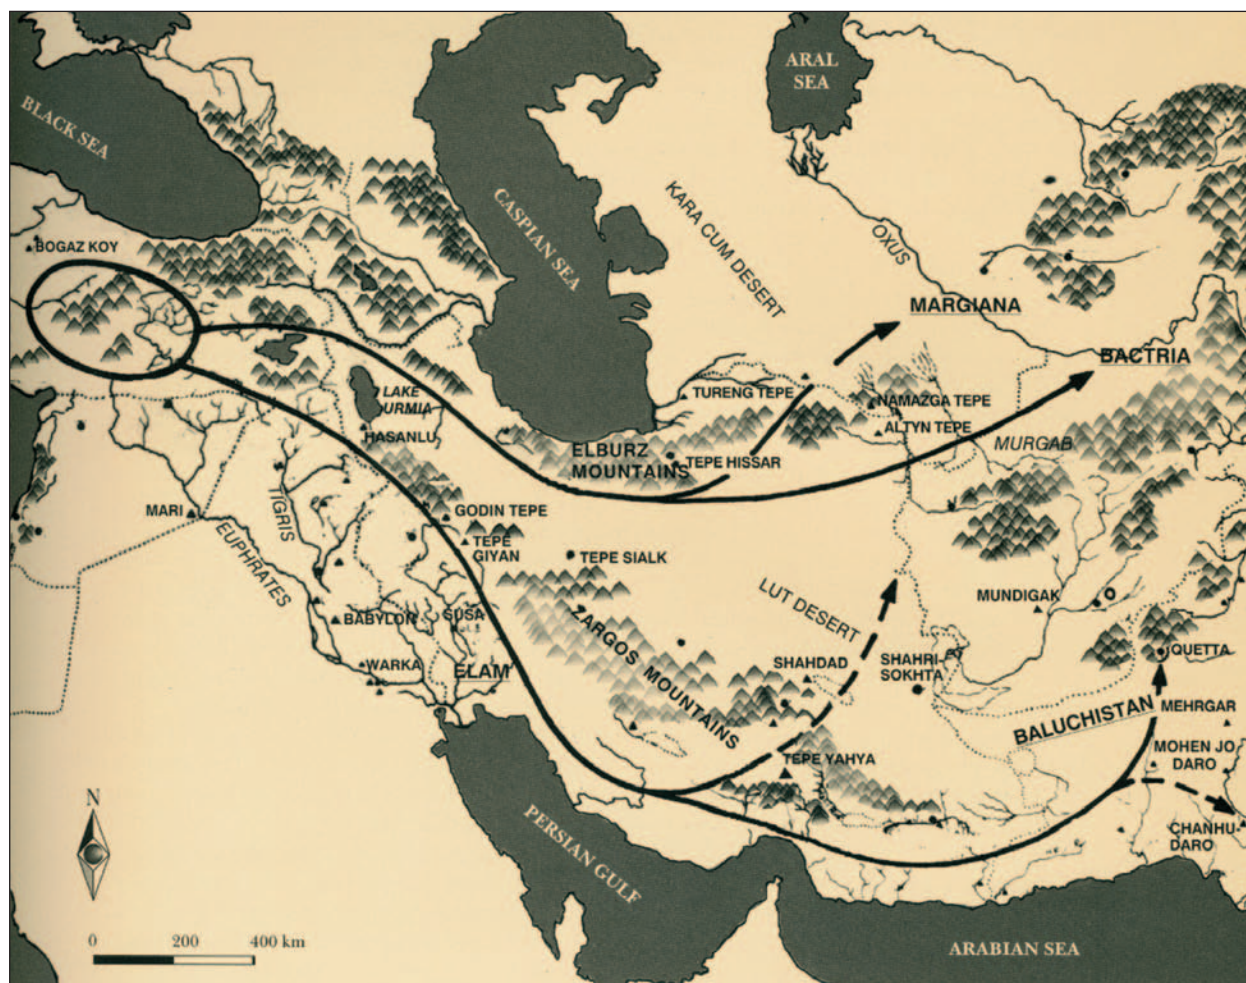 ARAL
SEA
BLACK SEA
CASPIAN SEA
KARA CUM DESERT
OXUS
BOGAZ KOY
MARGIANA
BACTRIA
LAKE
URMIA
HASANLU
TURENG TEPE
NAMAZGA TEPE
ALTYN TEPE
MURGAB
ELBURZ
MOUNTAINS
TEPE HISSAR
MARI
TIGRIS
EUPHRATES
GODIN TEPE
TEPE
GIYAN
TEPE SIALK
LUT DESERT
MUNDIGAK
BABYLON
SUSA
ZARGOS MOUNTAINS
WARKA
ELAM
SHAHDAD
SHAHRI-
SOKHTA
QUETTA
BALUCHISTAN
MEHRGAR
TEPE YAHYA
MOHEN JO
DARO
CHANHU-
DARO
PERSIAN GULF
N
0 200 400 km
ARABIAN SEA